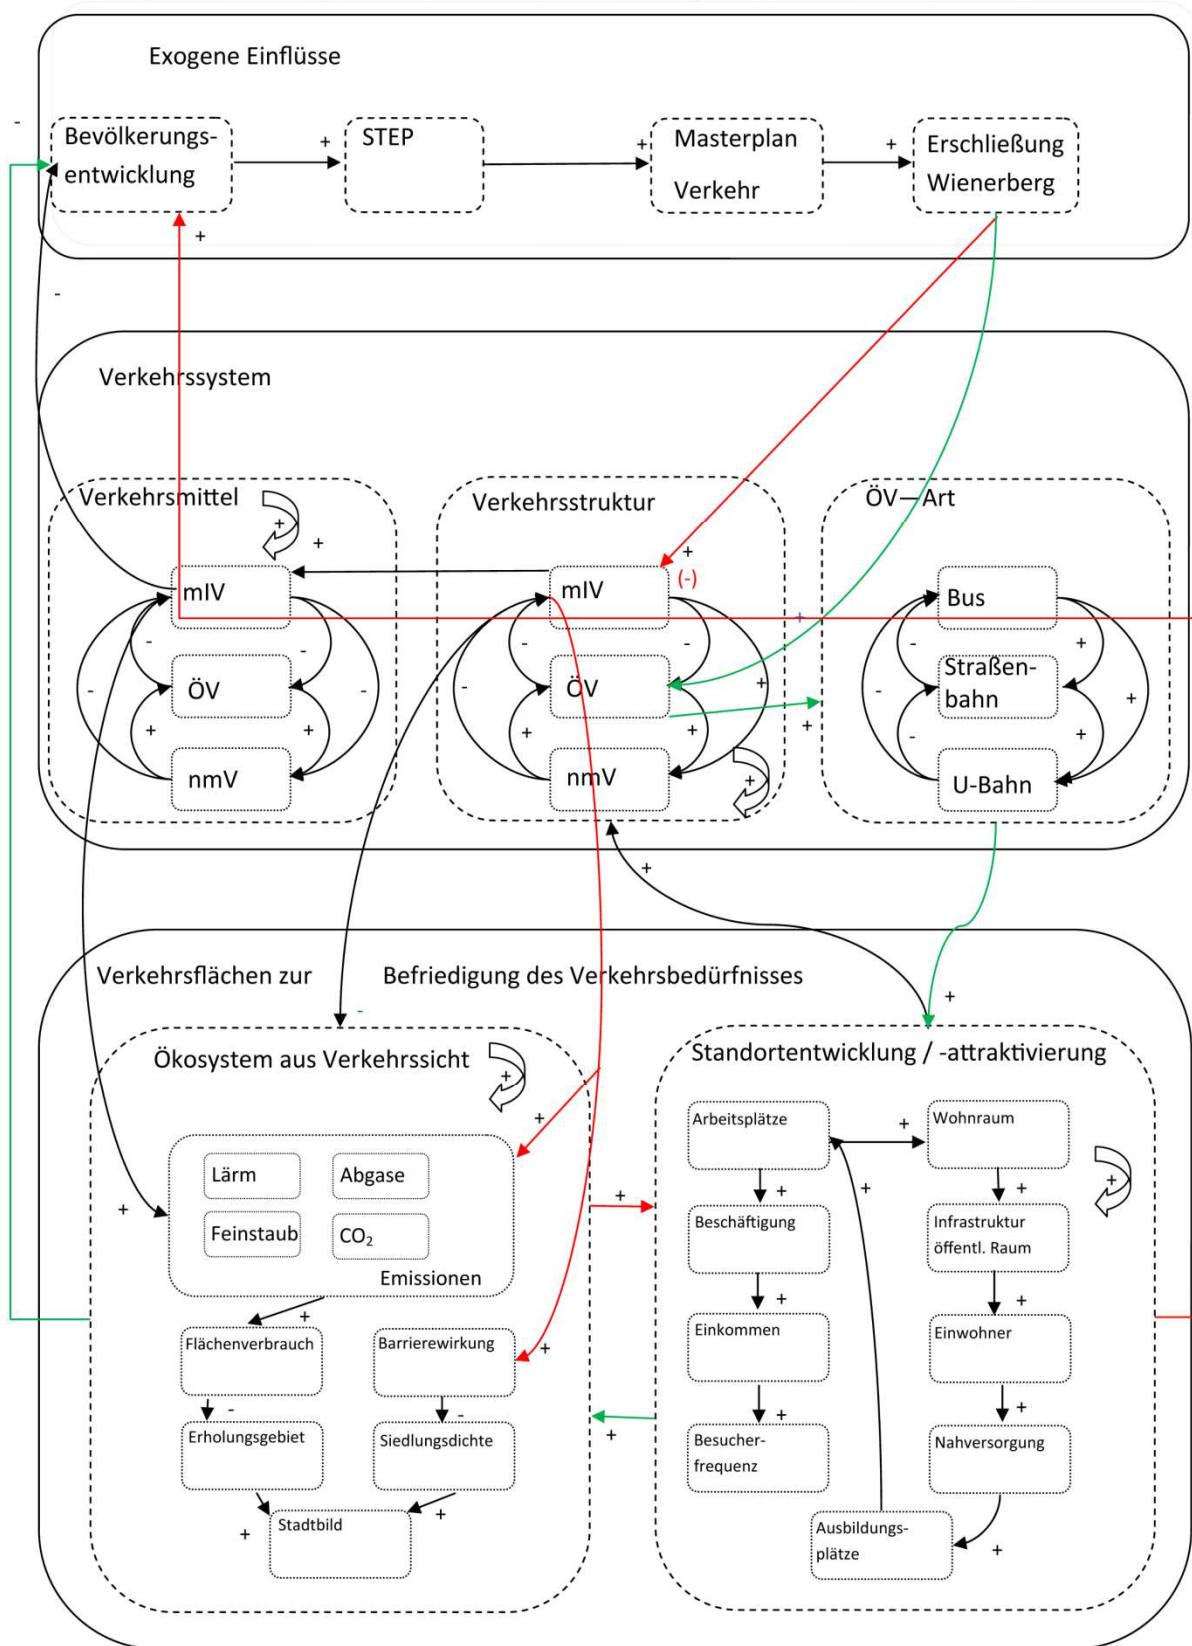 Exogene Einflüsse
-
Bevölkerungs-
entwicklung
+
STEP
+
Masterplan
Verkehr
+
Erschließung
Wienerberg
+
-
Verkehrssystem
Verkehrsmittel
+
+
mIV
-
-
ÖV
-
-
+
+
nmV
Verkehrsstruktur
+
(-)
mIV
+
-
-
ÖV
-
+
+
+
nmV
+
+
ÖV—Art
Bus
-
+
Straßen-
bahn
-
+
-
+
U-Bahn
+
Verkehrsflächen zur Befriedigung des Verkehrsbedürfnisses
-
+
Ökosystem aus Verkehrssicht
+
+
Lärm
Abgase
Feinstaub
CO₂
Emissionen
+
+
Flächenverbrauch
Barrierewirkung
+
-
-
Erholungsgebiet
Siedlungsdichte
+
+
Stadtbild
+
+
Standortentwicklung / -attraktivierung
Arbeitsplätze
+
Wohnraum
+
+
+
+
Beschäftigung
Infrastruktur
öffentl. Raum
+
+
Einkommen
Einwohner
+
+
Besucher-
frequenz
Nahversorgung
Ausbildungs-
plätze
+